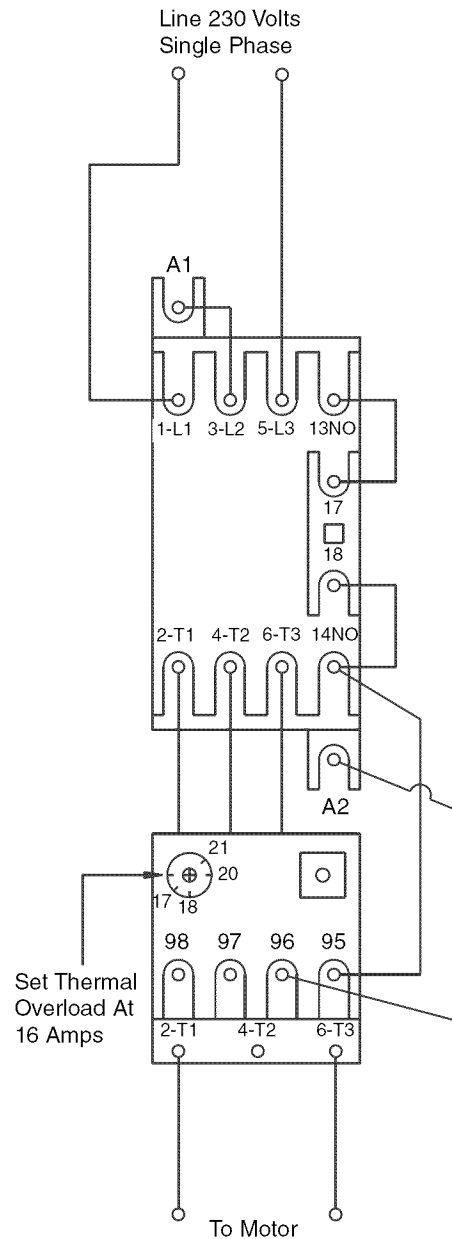 Line 230 Volts
Single Phase
A1
1-L1 3-L2 5-L3 13NO
17
18
2-T1 4-T2 6-T3 14NO
A2
21
20
17 18
98 97 96 95
Set Thermal
Overload At
16 Amps
2-T1 4-T2 6-T3
To Motor